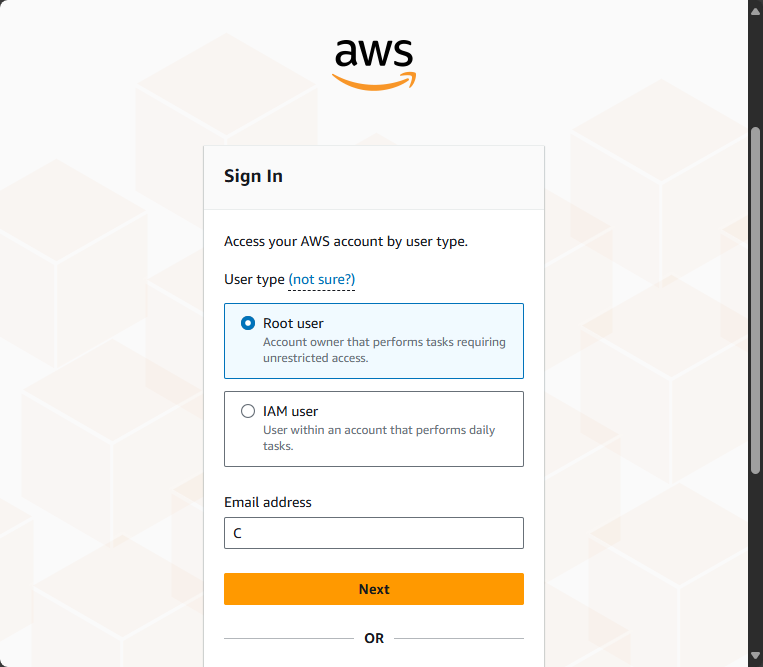 aws
Sign In
Access your AWS account by user type.
User type (not sure?)
Root user
Account owner that performs tasks requiring
unrestricted access.
IAM user
User within an account that performs daily
tasks.
Email address
C
Next
OR